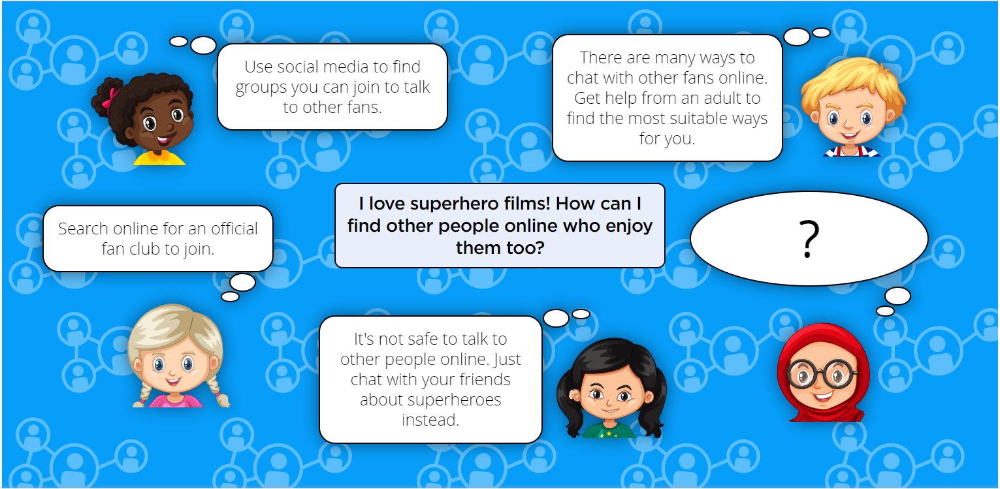 Use social media to find
groups you can join to talk
to other fans.
There are many ways to
chat with other fans online.
Get help from an adult to
find the most suitable ways
for you.
I love superhero films! How can I
find other people online who enjoy
them too?
Search online for an official
fan club to join.
?
It's not safe to talk to
other people online. Just
chat with your friends
about superheroes
instead.